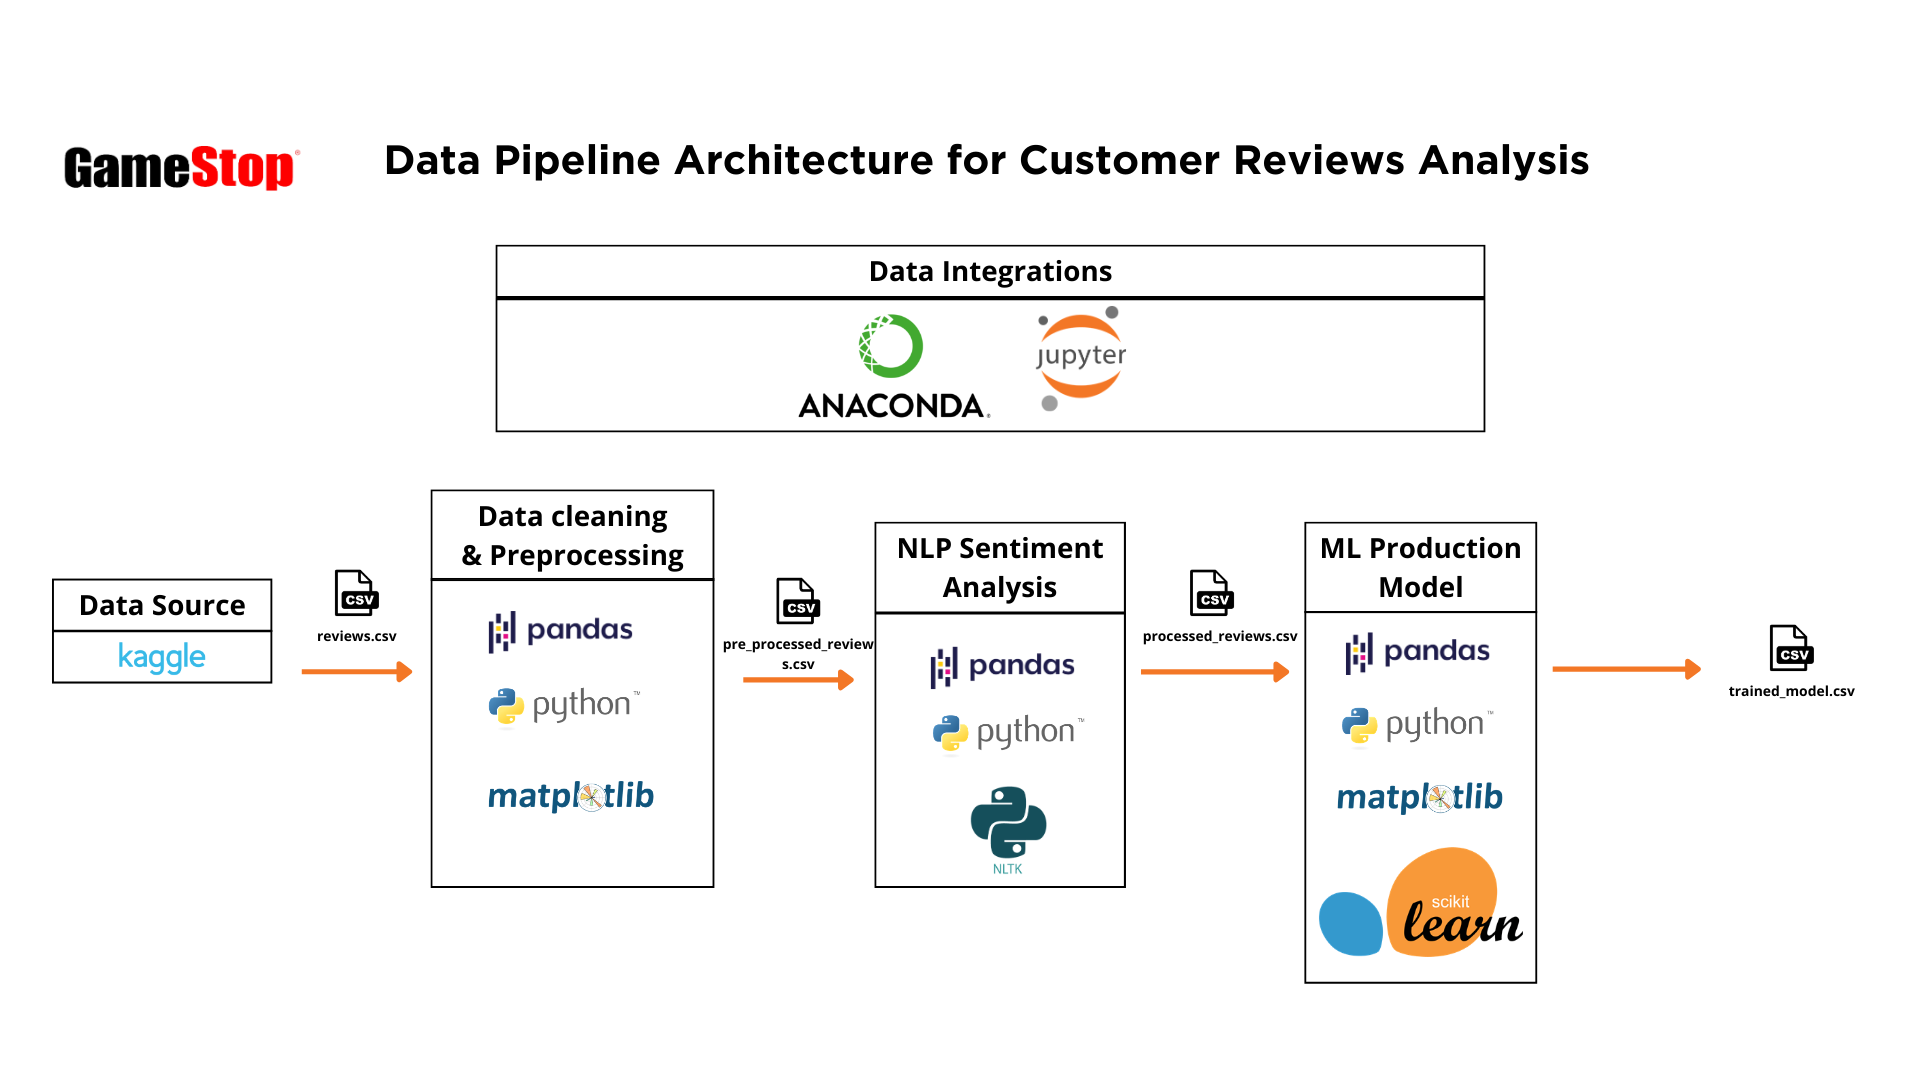 GameStop®
Data Pipeline Architecture for Customer Reviews Analysis
Data Integrations
ANACONDA®
jupyter
Data Source
kaggle
CSV
reviews.csv
Data cleaning
& Preprocessing
pandas
python™
matplotlib
CSV
pre_processed_review
s.csv
NLP Sentiment
Analysis
pandas
python™
NLTK
CSV
processed_reviews.csv
ML Production
Model
pandas
python™
matplotlib
scikit
learn
CSV
trained_model.csv